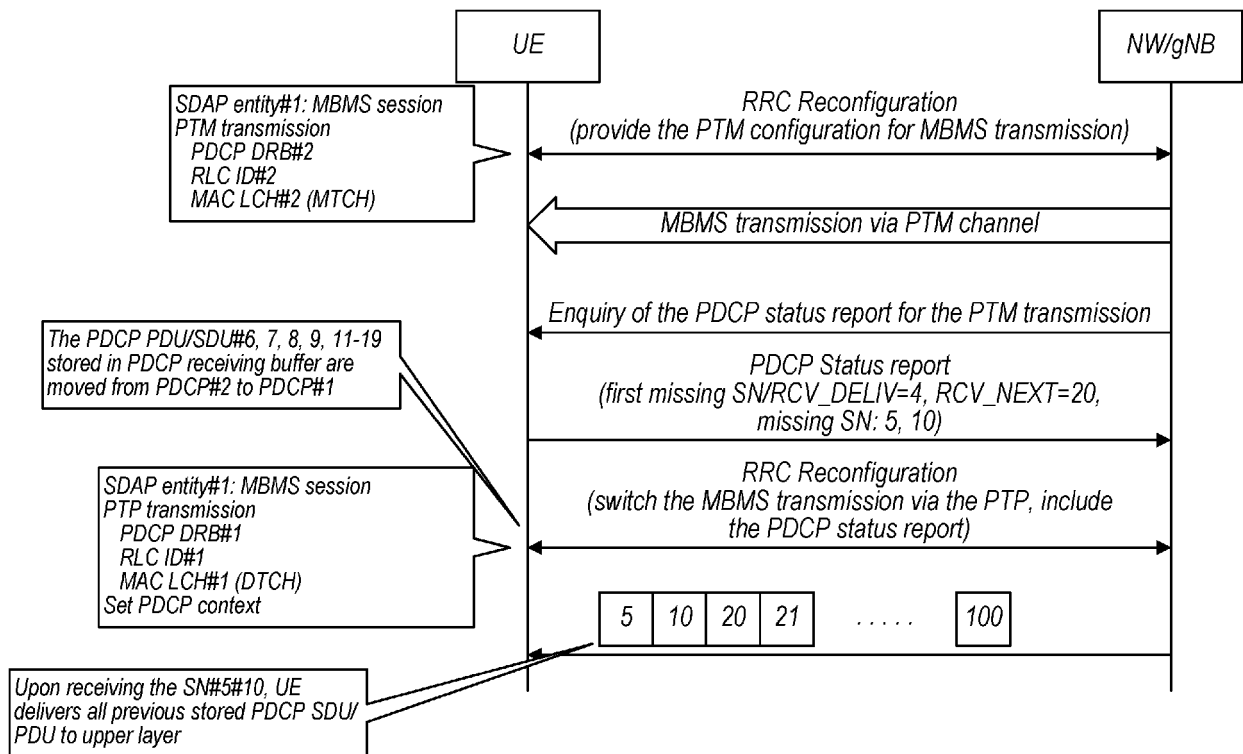 UE
NW/gNB
SDAP entity#1: MBMS session
PTM transmission
PDCP DRB#2
RLC ID#2
MAC LCH#2 (MTCH)
RRC Reconfiguration
(provide the PTM configuration for MBMS transmission)
MBMS transmission via PTM channel
Enquiry of the PDCP status report for the PTM transmission
The PDCP PDU/SDU#6, 7, 8, 9, 11-19
stored in PDCP receiving buffer are
moved from PDCP#2 to PDCP#1
PDCP Status report
(first missing SN/RCV_DELIV=4, RCV_NEXT=20,
missing SN: 5, 10)
SDAP entity#1: MBMS session
PTP transmission
PDCP DRB#1
RLC ID#1
MAC LCH#1 (DTCH)
Set PDCP context
RRC Reconfiguration
(switch the MBMS transmission via the PTP, include
the PDCP status report)
5 10 20 21 ..... 100
Upon receiving the SN#5#10, UE
delivers all previous stored PDCP SDU/
PDU to upper layer